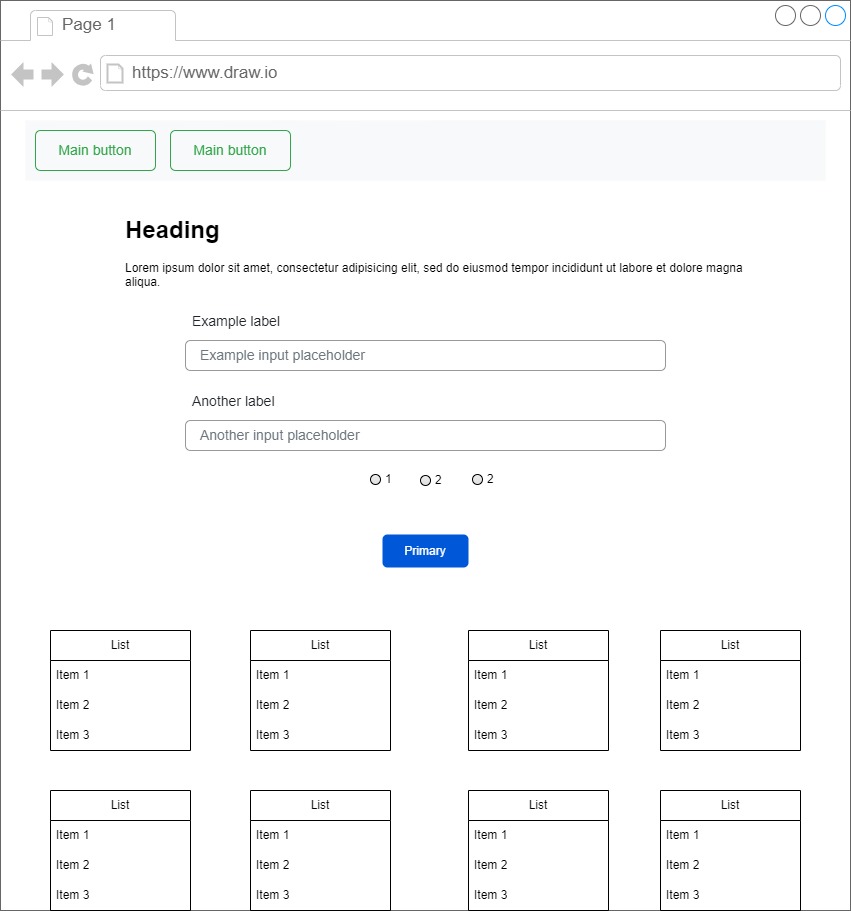 Page 1
https://www.draw.io
Main button Main button
Heading
Lorem ipsum dolor sit amet, consectetur adipisicing elit, sed do eiusmod tempor incididunt ut labore et dolore magna
aliqua.
Example label
Example input placeholder
Another label
Another input placeholder
1 2 2
Primary
List List List List
Item 1 Item 1 Item 1 Item 1
Item 2 Item 2 Item 2 Item 2
Item 3 Item 3 Item 3 Item 3
List List List List
Item 1 Item 1 Item 1 Item 1
Item 2 Item 2 Item 2 Item 2
Item 3 Item 3 Item 3 Item 3